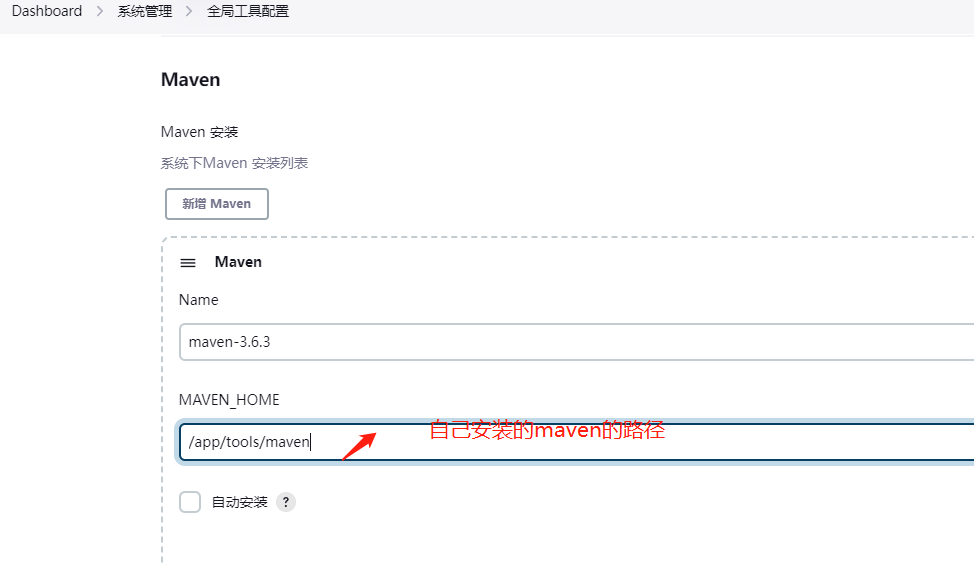 Dashboard > 系统管理 > 全局工具配置
Maven
Maven 安装
系统下Maven 安装列表
新增 Maven
Maven
Name
maven-3.6.3
MAVEN_HOME
/app/tools/maven 自己安装的maven的路径
自动安装 ?